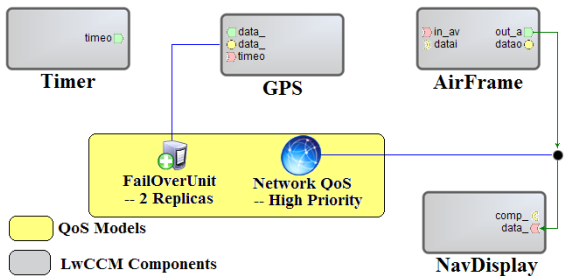 timeo
Timer
data_
data_
timeo
GPS
in_av
datai
out_a
datao
AirFrame
FailOverUnit
-- 2 Replicas
Network QoS
-- High Priority
comp_
data_
NavDisplay
QoS Models
LwCCM Components